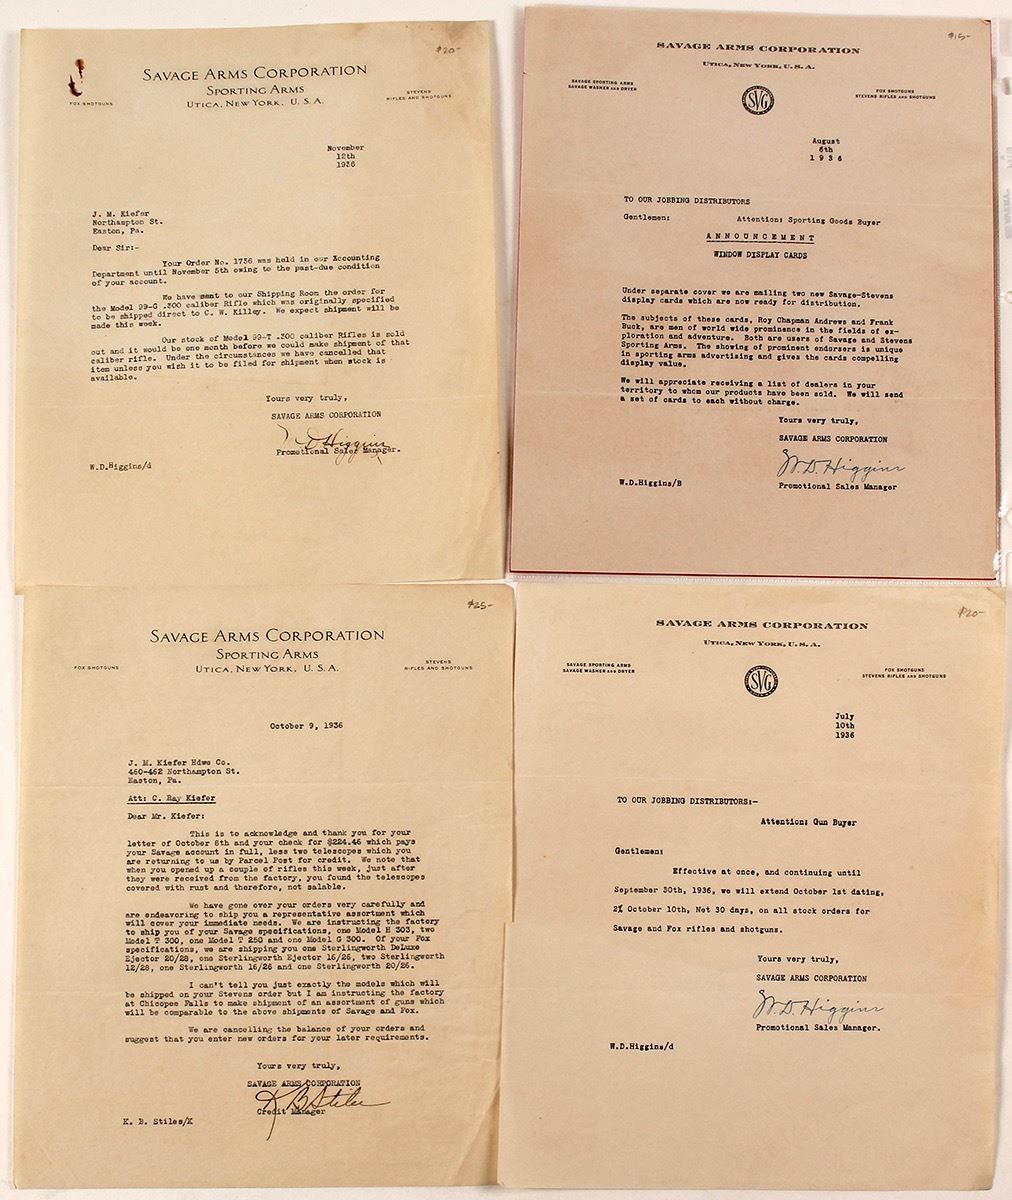 $20-
SAVAGE ARMS CORPORATION
SPORTING ARMS
UTICA, NEW YORK, U. S. A.
FOX SHOTGUNS
STEVENS
RIFLES AND SHOTGUNS
November
12th
1936
J. M. Kiefer
Northampton St.
Easton, Pa.
Dear Sir:-
Your Order No. 1736 was held in our Accounting
Department until November 5th owing to the past-due condition
of your account.
We have sent to our Shipping Room the order for
the Model 99-G .300 caliber Rifle which was originally specified
to be shipped direct to C. W. Killey. We expect shipment will be
made this week.
Our stock of Model 99-T .300 caliber Rifles is sold
out and it would be one month before we could make shipment of that
caliber rifle. Under the circumstances we have cancelled that
item unless you wish it to be filed for shipment when stock is
available.
Yours very truly,
SAVAGE ARMS CORPORATION
W. D. Higgins
Promotional Sales Manager.
W.D.Higgins/d
$15-
SAVAGE ARMS CORPORATION
UTICA, NEW YORK, U. S. A.
SAVAGE SPORTING ARMS
SAVAGE WASHER AND DRYER
SVG
FOX SHOTGUNS
STEVENS RIFLES AND SHOTGUNS
August
6th
1 9 3 6
TO OUR JOBBING DISTRIBUTORS
Gentlemen: Attention: Sporting Goods Buyer
A N N O U N C E M E N T
WINDOW DISPLAY CARDS
Under separate cover we are mailing two new Savage-Stevens
display cards which are now ready for distribution.
The subjects of these cards, Roy Chapman Andrews and Frank
Buck, are men of world wide prominence in the fields of ex-
ploration and adventure. Both are users of Savage and Stevens
Sporting Arms. The showing of prominent endorsers is unique
in sporting arms advertising and gives the cards compelling
display value.
We will appreciate receiving a list of dealers in your
territory to whom our products have been sold. We will send
a set of cards to each without charge.
Yours very truly,
SAVAGE ARMS CORPORATION
W. D. Higgins
W.D.Higgins/B
Promotional Sales Manager
$25-
SAVAGE ARMS CORPORATION
SPORTING ARMS
UTICA, NEW YORK, U. S. A.
FOX SHOTGUNS
STEVENS
RIFLES AND SHOTGUNS
October 9, 1936
J. M. Kiefer Hdwe Co.
460-462 Northampton St.
Easton, Pa.
Att: C. Ray Kiefer
Dear Mr. Kiefer:
This is to acknowledge and thank you for your
letter of October 8th and your check for $224.46 which pays
your Savage account in full, less two telescopes which you
are returning to us by Parcel Post for credit. We note that
when you opened up a couple of rifles this week, just after
they were received from the factory, you found the telescopes
covered with rust and therefore, not salable.
We have gone over your orders very carefully and
are endeavoring to ship you a representative assortment which
will cover your immediate needs. We are instructing the factory
to ship you of your Savage specifications, one Model H 303, two
Model T 300, one Model T 250 and one Model G 300. Of your Fox
specifications, we are shipping you one Sterlingworth DeLuxe
Ejector 20/28, one Sterlingworth Ejector 16/26, two Sterlingworth
12/28, one Sterlingworth 16/26 and one Sterlingworth 20/26.
I can't tell you just exactly the models which will
be shipped on your Stevens order but I am instructing the factory
at Chicopee Falls to make shipment of an assortment of guns which
will be comparable to the above shipments of Savage and Fox.
We are cancelling the balance of your orders and
suggest that you enter new orders for your later requirements.
Yours very truly,
SAVAGE ARMS CORPORATION
K B Stiles
Credit Manager
K. B. Stiles/K
$20-
SAVAGE ARMS CORPORATION
UTICA, NEW YORK, U. S. A.
SAVAGE SPORTING ARMS
SAVAGE WASHER AND DRYER
SVG
FOX SHOTGUNS
STEVENS RIFLES AND SHOTGUNS
July
10th
1936
TO OUR JOBBING DISTRIBUTORS:-
Attention: Gun Buyer
Gentlemen:
Effective at once, and continuing until
September 30th, 1936, we will extend October 1st dating,
2% October 10th, Net 30 days, on all stock orders for
Savage and Fox rifles and shotguns.
Yours very truly,
SAVAGE ARMS CORPORATION
W. D. Higgins
Promotional Sales Manager.
W.D.Higgins/d